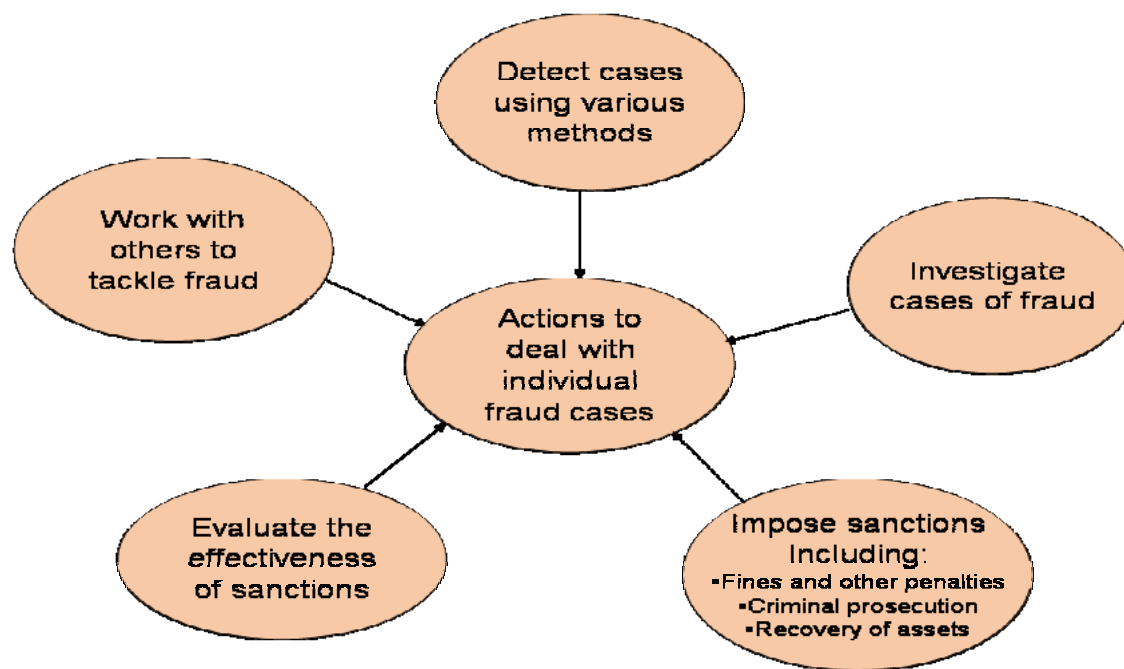 Detect cases
using various
methods
Work with
others to
tackle fraud
Investigate
cases of fraud
Actions to
deal with
individual
fraud cases
Evaluate the
effectiveness
of sanctions
Impose sanctions
Including:
▪Fines and other penalties
▪Criminal prosecution
▪Recovery of assets